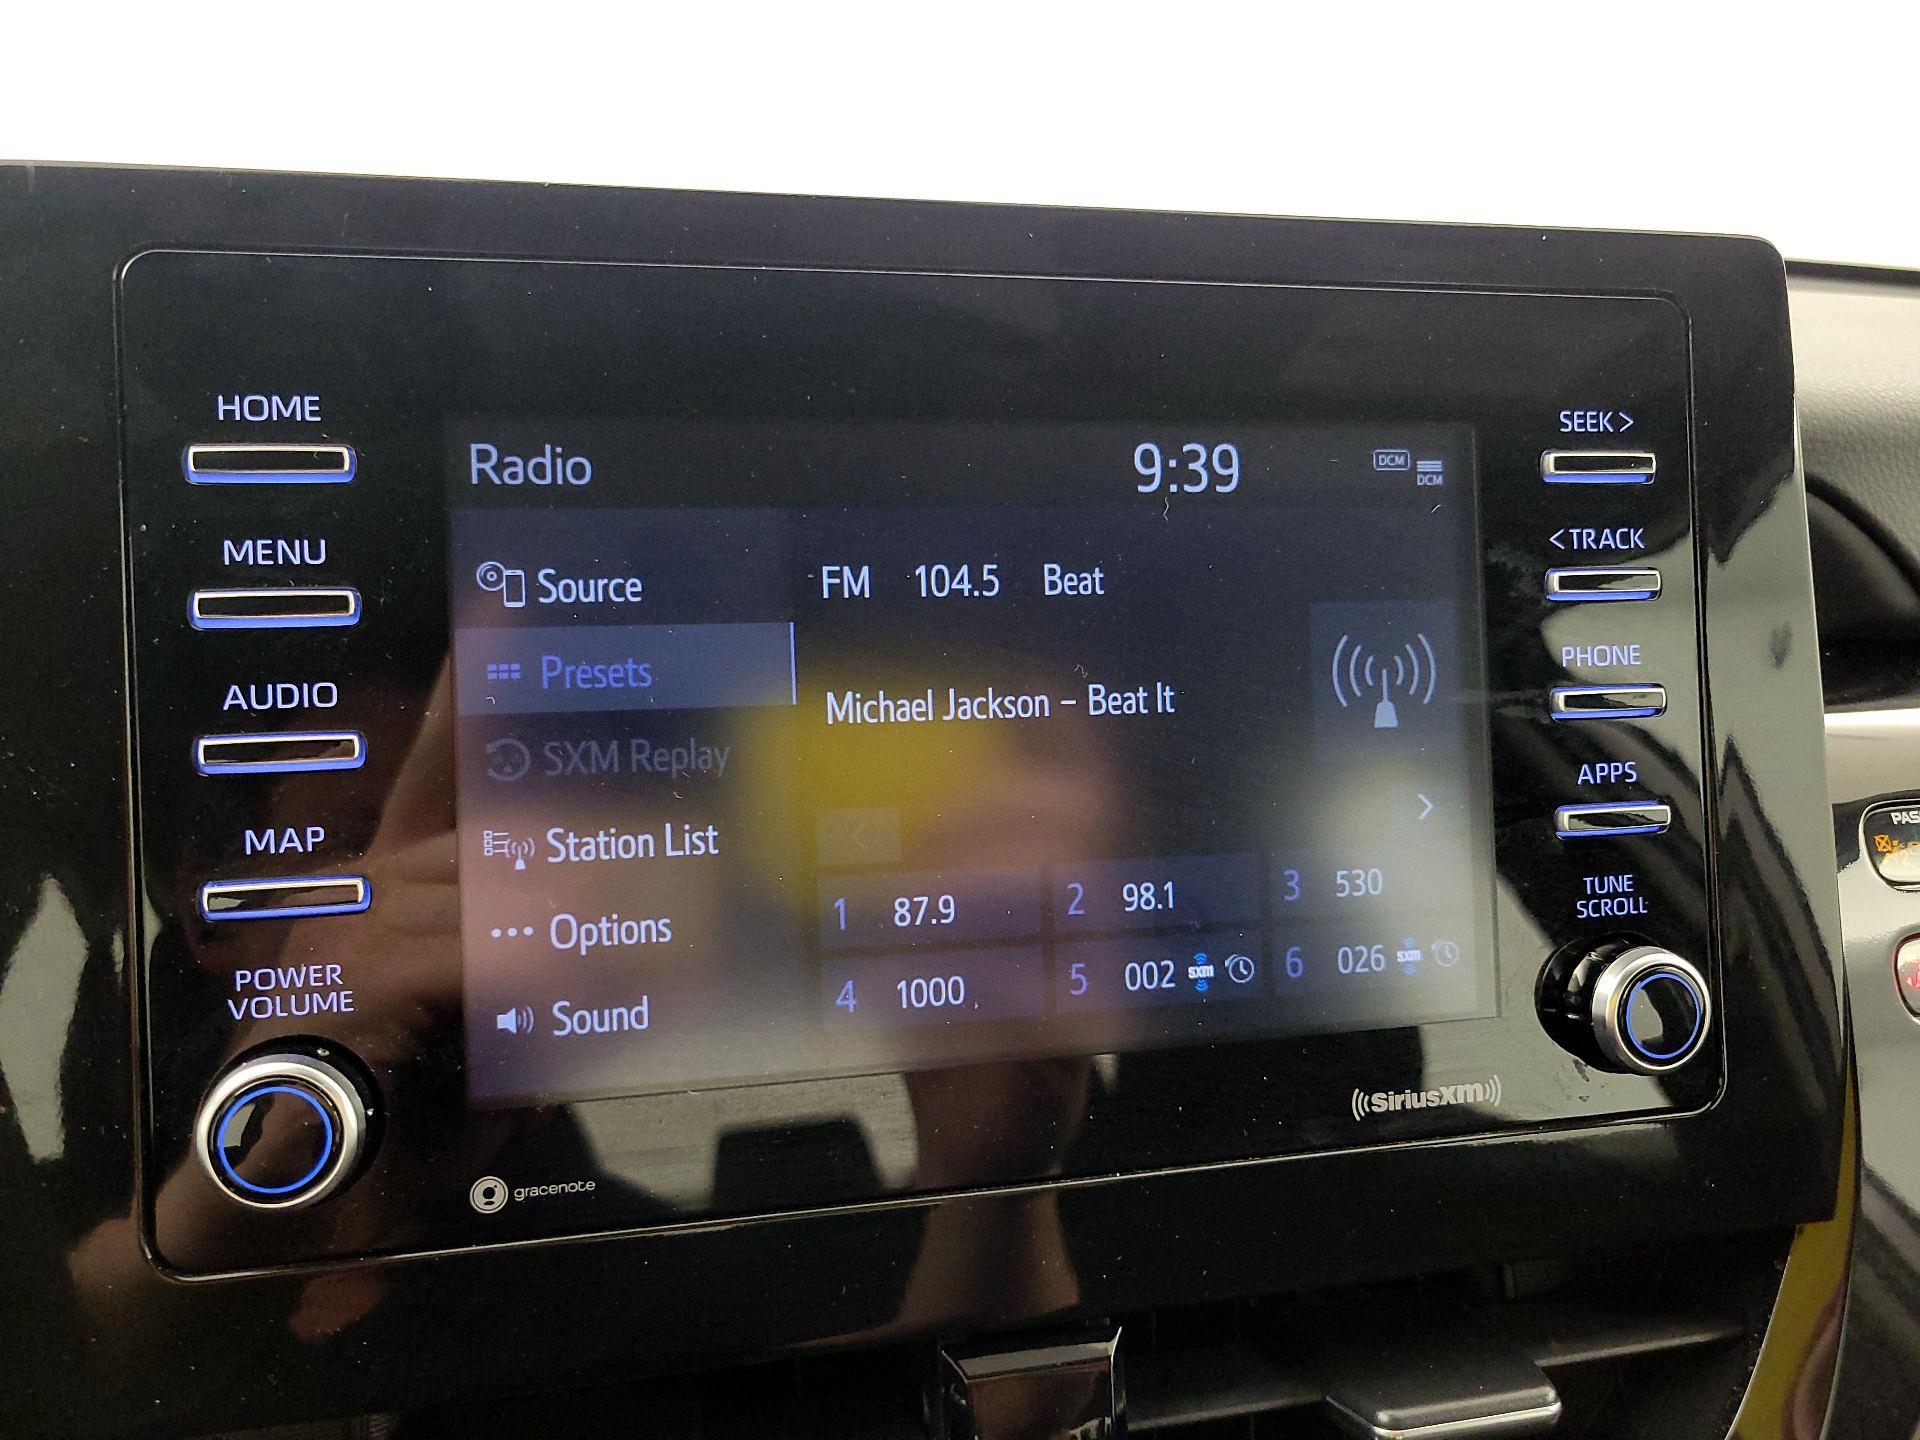 HOME
MENU
AUDIO
MAP
POWER
VOLUME
Radio
9:39
DCM
DCM
Source
Presets
SXM Replay
Station List
Options
Sound
FM 104.5 Beat
Michael Jackson – Beat It
1 87.9
2 98.1
3 530
4 1000
5 002 sxm
6 026 sxm
SEEK >
< TRACK
PHONE
APPS
TUNE
SCROLL
gracenote
SiriusXM